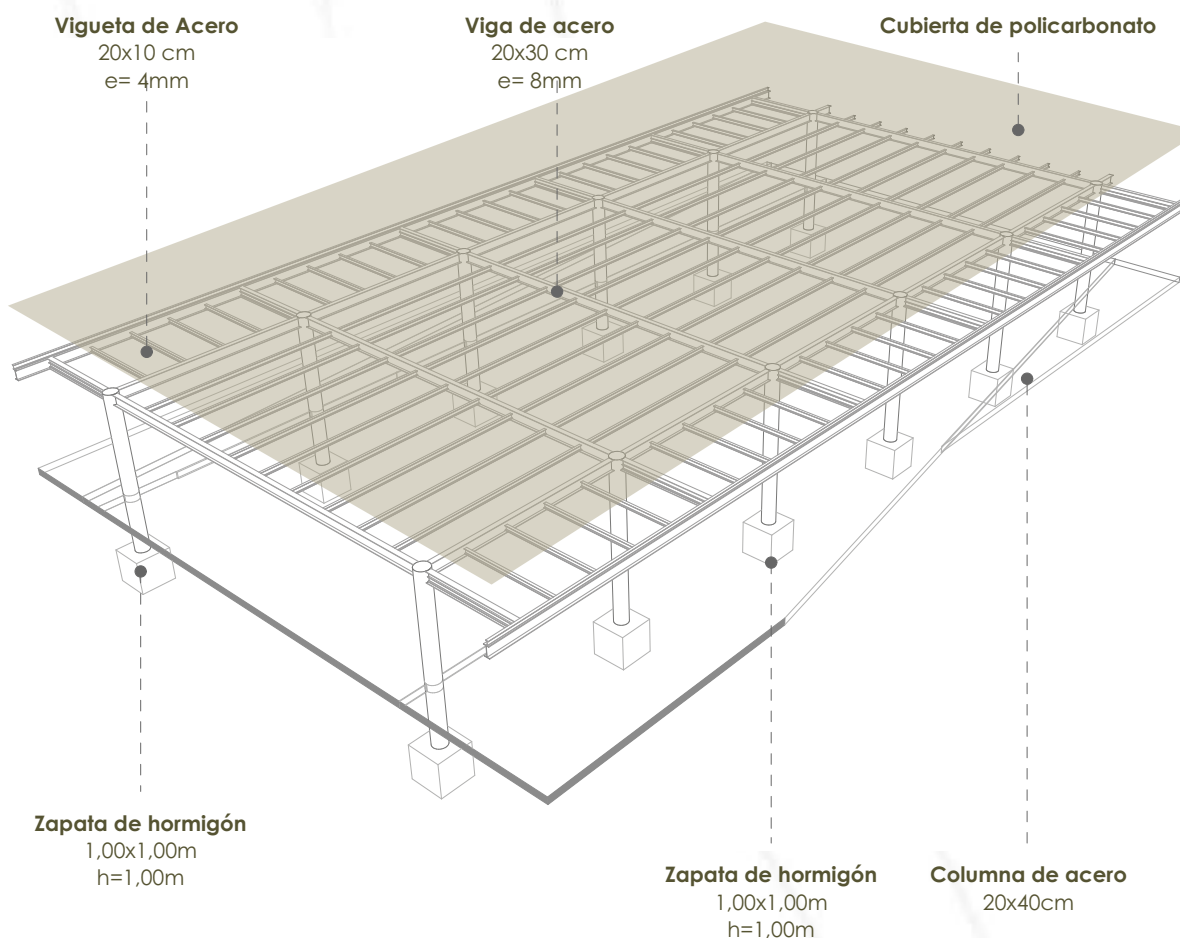 Vigueta de Acero
20x10 cm
e= 4mm
Viga de acero
20x30 cm
e= 8mm
Cubierta de policarbonato
Zapata de hormigón
1,00x1,00m
h=1,00m
Zapata de hormigón
1,00x1,00m
h=1,00m
Columna de acero
20x40cm